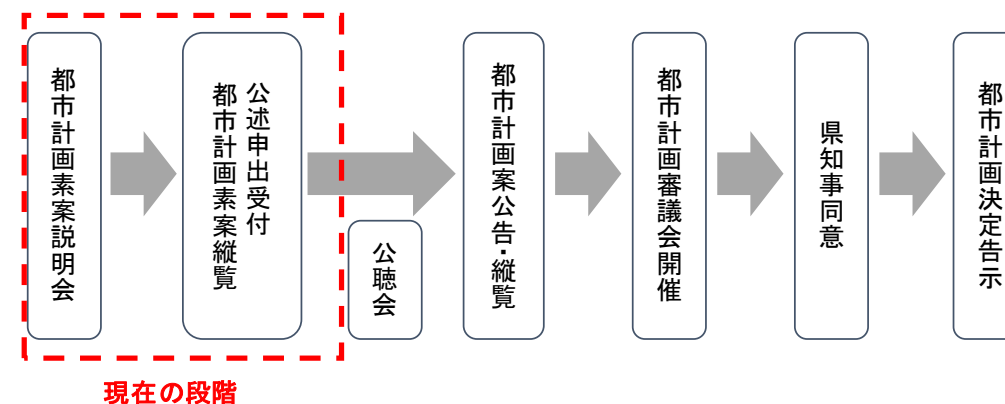 都市計画素案説明会
公述申出受付
都市計画素案縦覧
公聴会
都市計画案公告・縦覧
都市計画審議会開催
県知事同意
都市計画決定告示
現在の段階